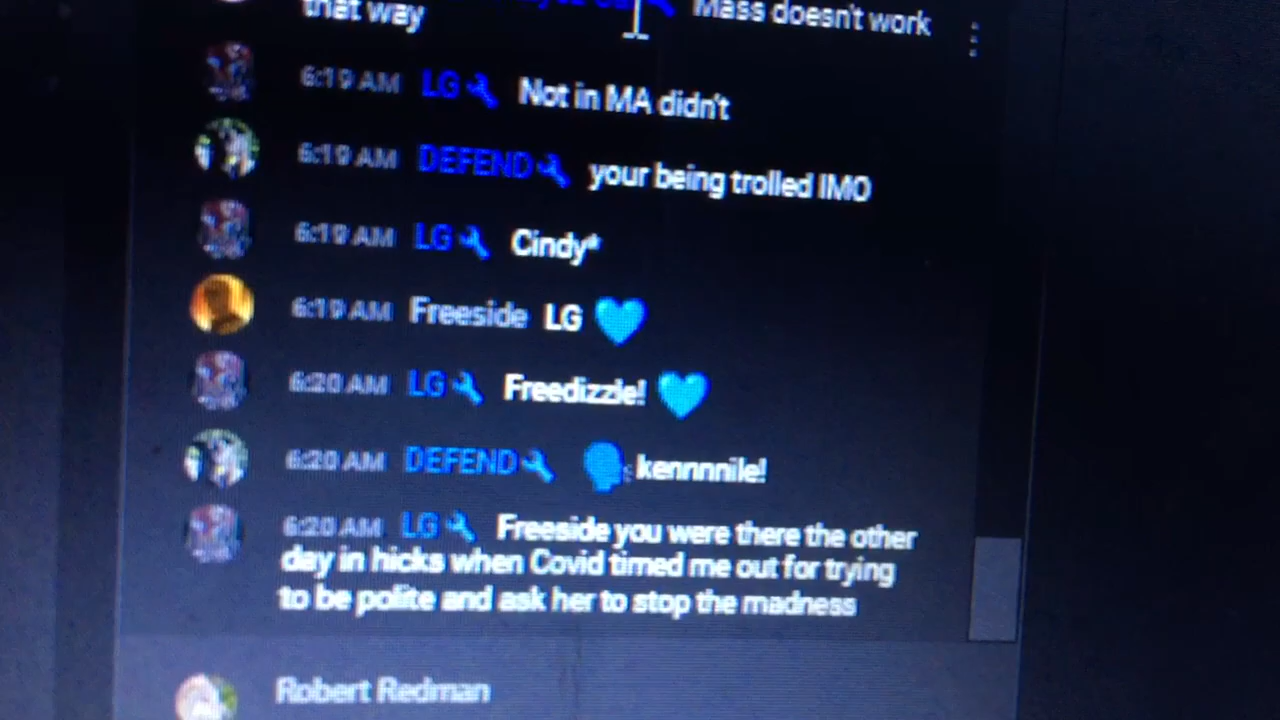 Mass doesn't work
that way
6:19 AM LG Not in MA didn't
6:19 AM DEFEND your being trolled IMO
6:19 AM LG Cindy*
6:19 AM Freeside LG 💙
6:20 AM LG Freedizzle! 💙
6:20 AM DEFEND 🗣: kennnnile!
6:20 AM LG Freeside you were there the other
day in hicks when Covid timed me out for trying
to be polite and ask her to stop the madness
Robert Redman